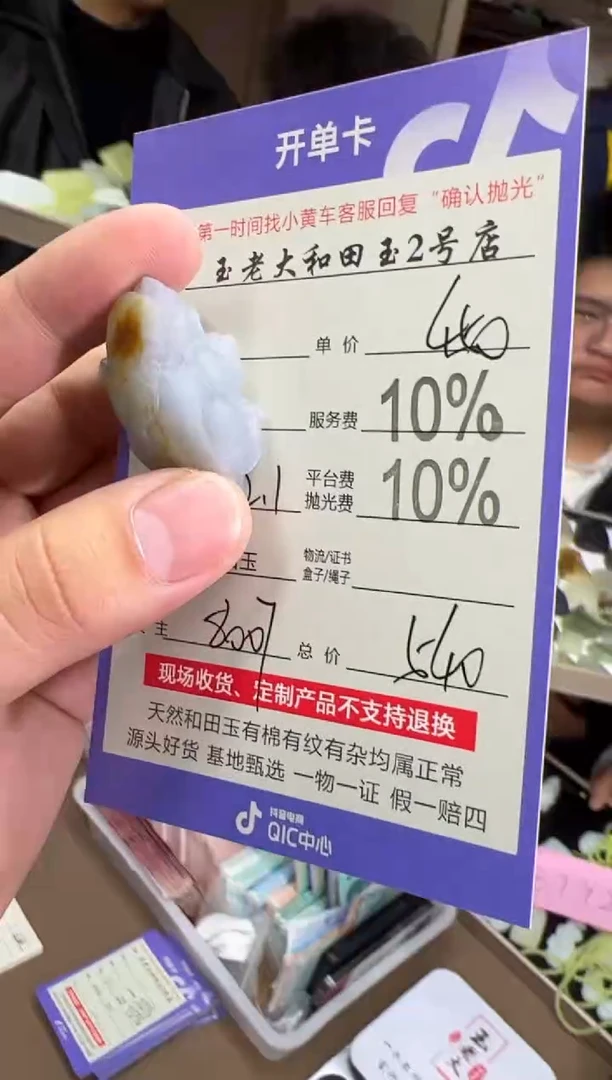 开单卡
第一时间找小黄车客服回复“确认抛光”
玉老大和田玉2号店
单价
服务费 10%
2.1 平台费 抛光费 10%
玉 物流/证书 盒子/绳子
主 8007 总价 540
现场收货、定制产品不支持退换
天然和田玉有棉有纹有杂均属正常
源头好货 基地甄选 一物一证 假一赔四
抖音电商
QIC中心